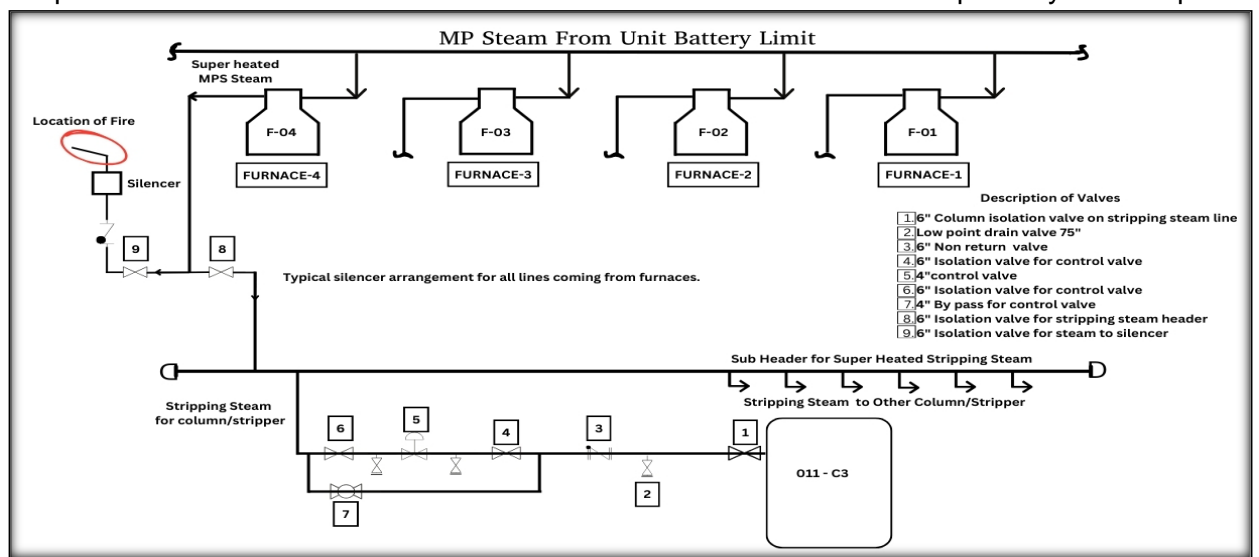 MP Steam From Unit Battery Limit
Super heated
MPS Steam
Location of Fire
F-04
F-03
F-02
F-01
Silencer
FURNACE-4
FURNACE-3
FURNACE-2
FURNACE-1
Description of Valves
1. 6" Column isolation valve on stripping steam line
2. Low point drain valve 75"
3. 6" Non return valve
4. 6" Isolation valve for control valve
5. 4"control valve
6. 6" Isolation valve for control valve
7. 4" By pass for control valve
8. 6" Isolation valve for stripping steam header
9. 6" Isolation valve for steam to silencer
9
8
Typical silencer arrangement for all lines coming from furnaces.
Sub Header for Super Heated Stripping Steam
Stripping Steam to Other Column/Stripper
Stripping Steam
for column/stripper
6
5
4
3
1
2
7
011 - C3